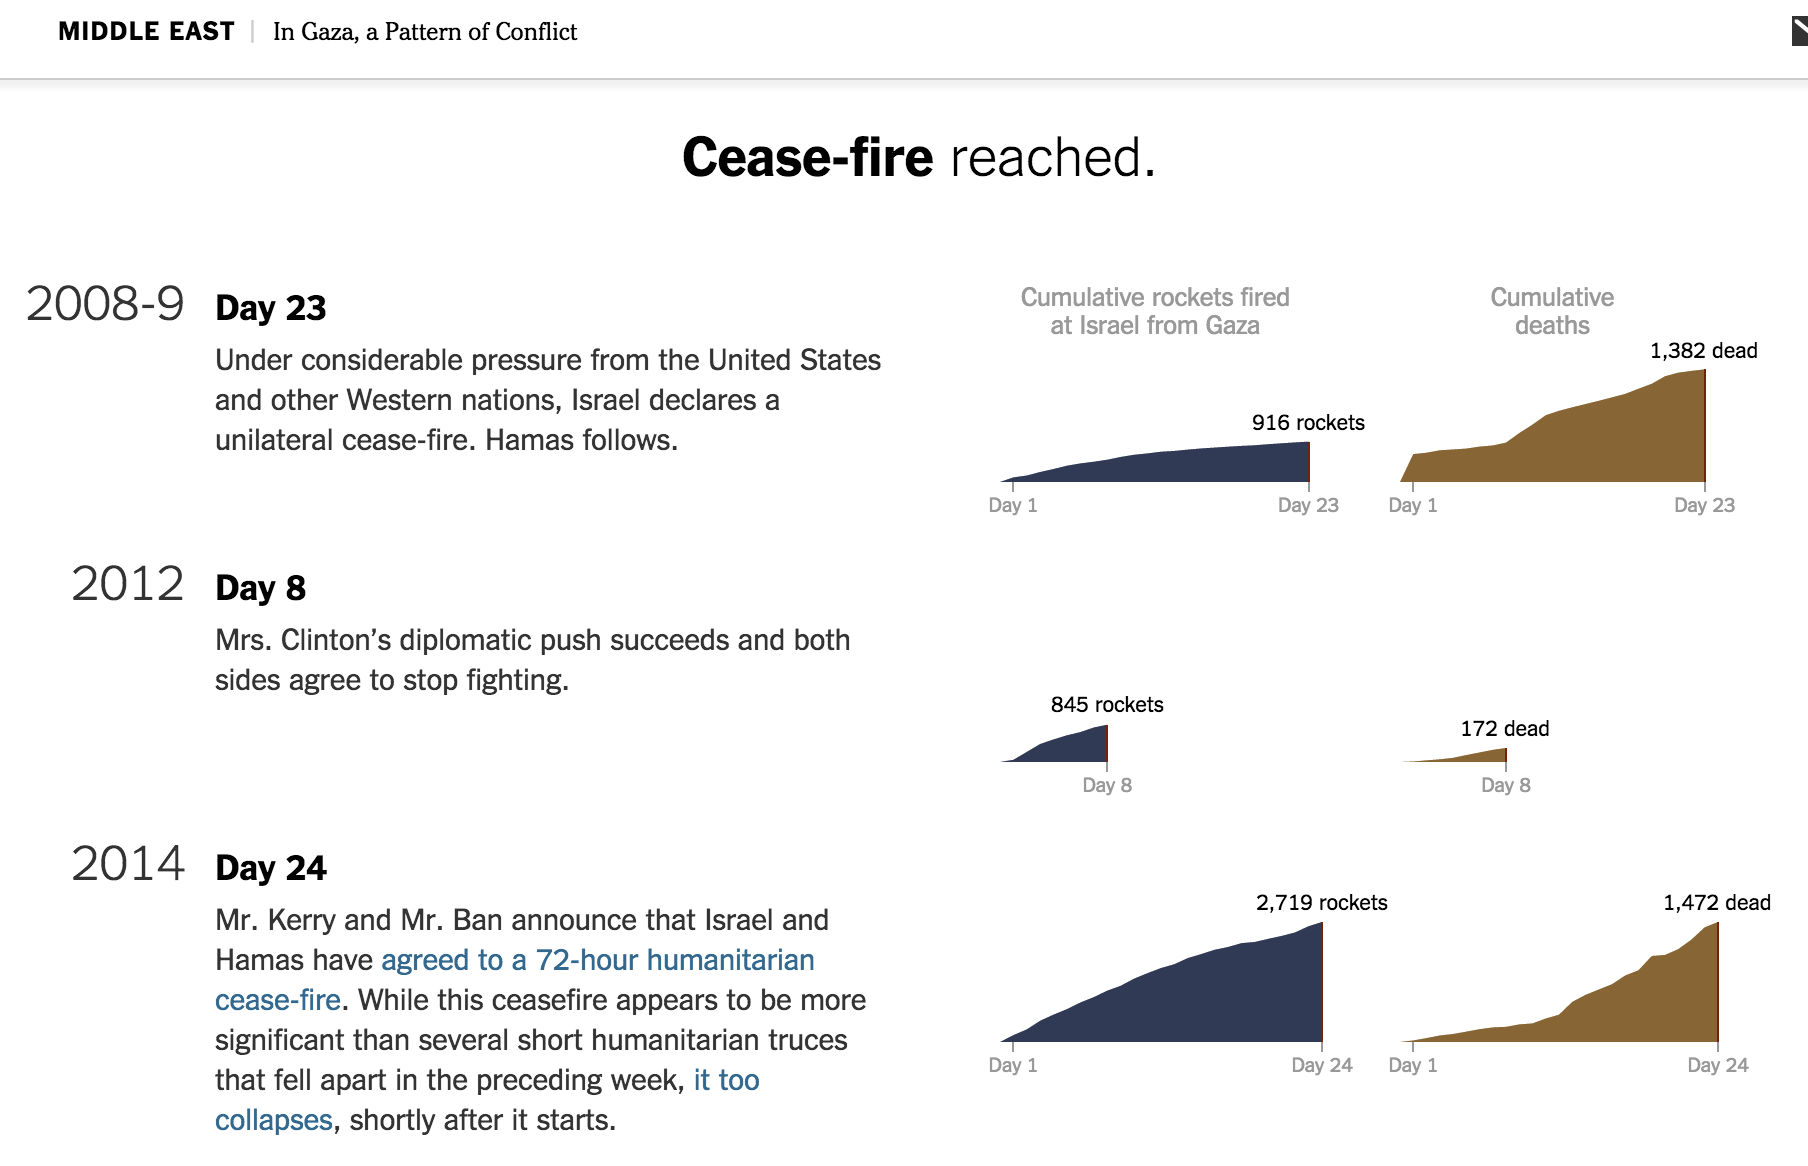 MIDDLE EAST | In Gaza, a Pattern of Conflict
Cease-fire reached.
2008-9
Day 23
Under considerable pressure from the United States
and other Western nations, Israel declares a
unilateral cease-fire. Hamas follows.
Cumulative rockets fired
at Israel from Gaza
916 rockets
Day 1
Day 23
Cumulative
deaths
1,382 dead
Day 1
Day 23
2012
Day 8
Mrs. Clinton’s diplomatic push succeeds and both
sides agree to stop fighting.
845 rockets
Day 8
172 dead
Day 8
2014
Day 24
Mr. Kerry and Mr. Ban announce that Israel and
Hamas have agreed to a 72-hour humanitarian
cease-fire. While this ceasefire appears to be more
significant than several short humanitarian truces
that fell apart in the preceding week, it too
collapses, shortly after it starts.
2,719 rockets
Day 1
Day 24
1,472 dead
Day 1
Day 24